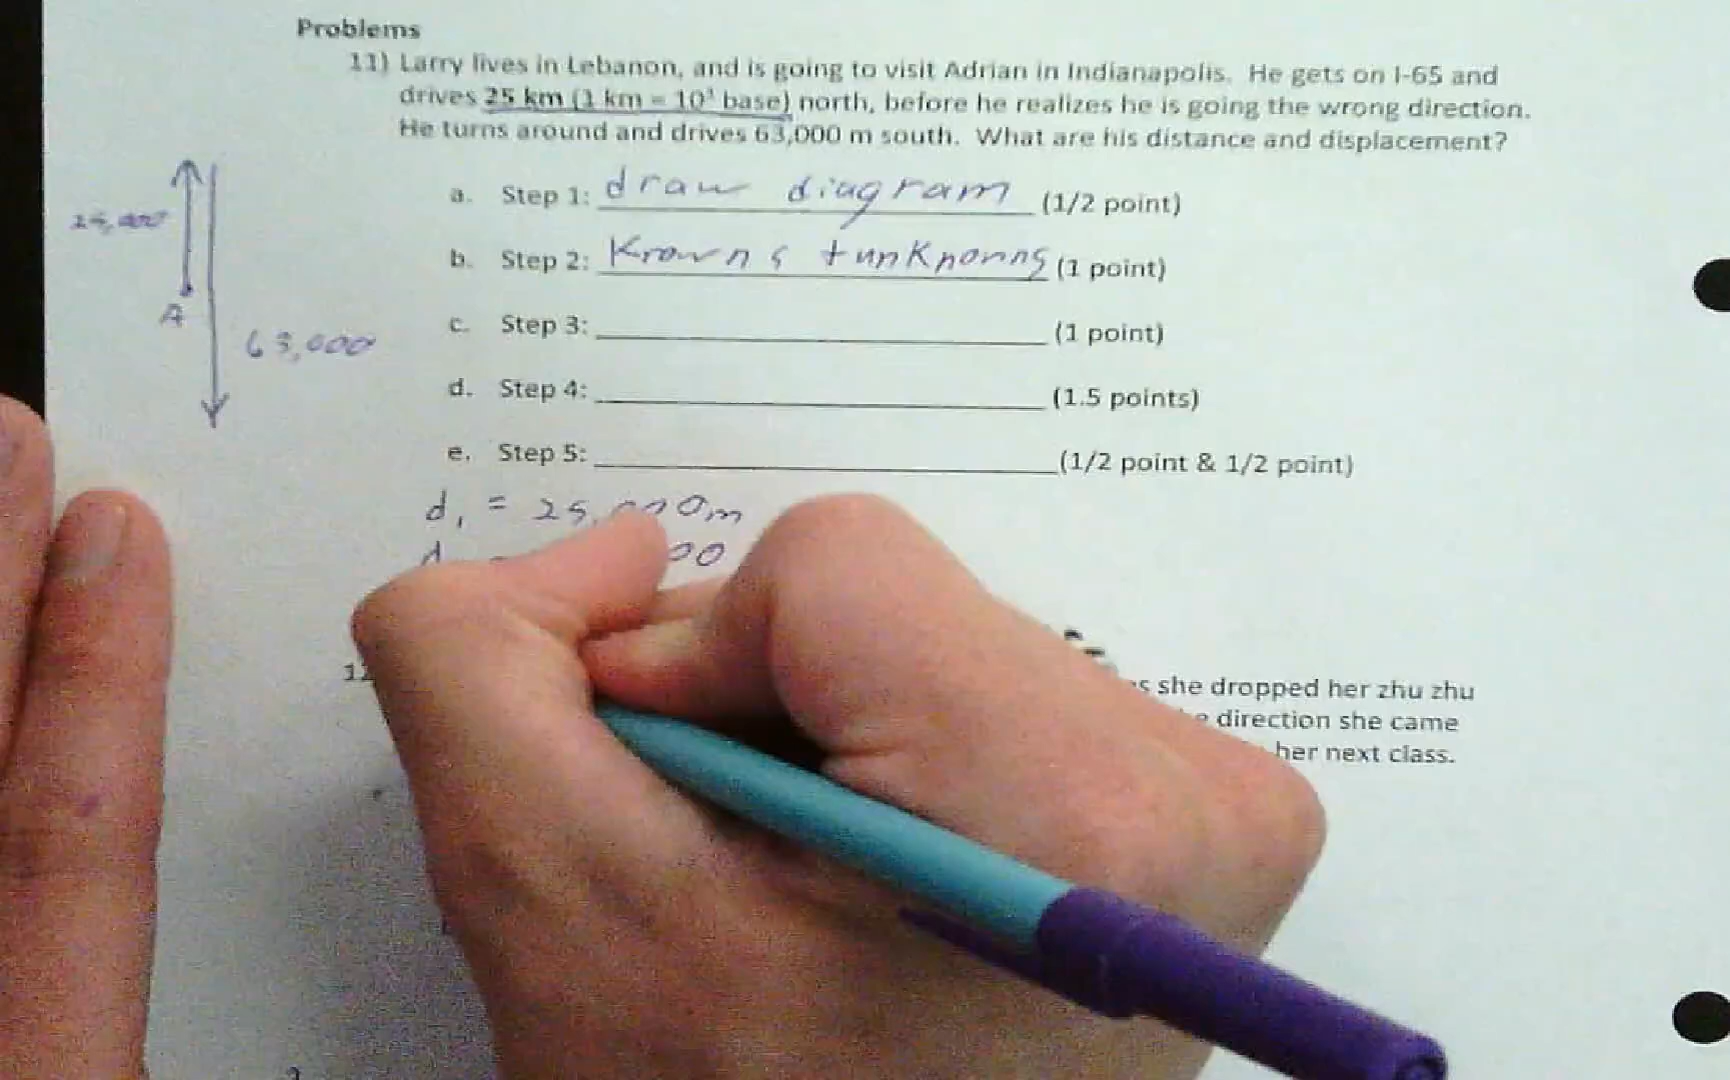 Problems
11) Larry lives in Lebanon, and is going to visit Adrian in Indianapolis. He gets on I-65 and
drives 25 km (1 km = 10³ base) north, before he realizes he is going the wrong direction.
He turns around and drives 63,000 m south. What are his distance and displacement?
a. Step 1: draw diagram (1/2 point)
b. Step 2: Knowns + unknowns (1 point)
c. Step 3: (1 point)
d. Step 4: (1.5 points)
e. Step 5: (1/2 point & 1/2 point)
25,000
A
63,000
d₁ = 25,000m
she dropped her zhu zhu
direction she came
her next class.